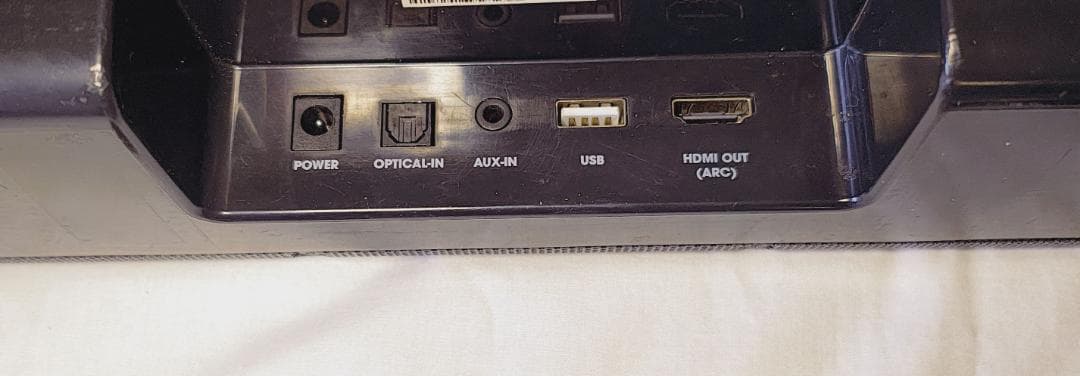 POWER
OPTICAL-IN
AUX-IN
USB
HDMI OUT
(ARC)